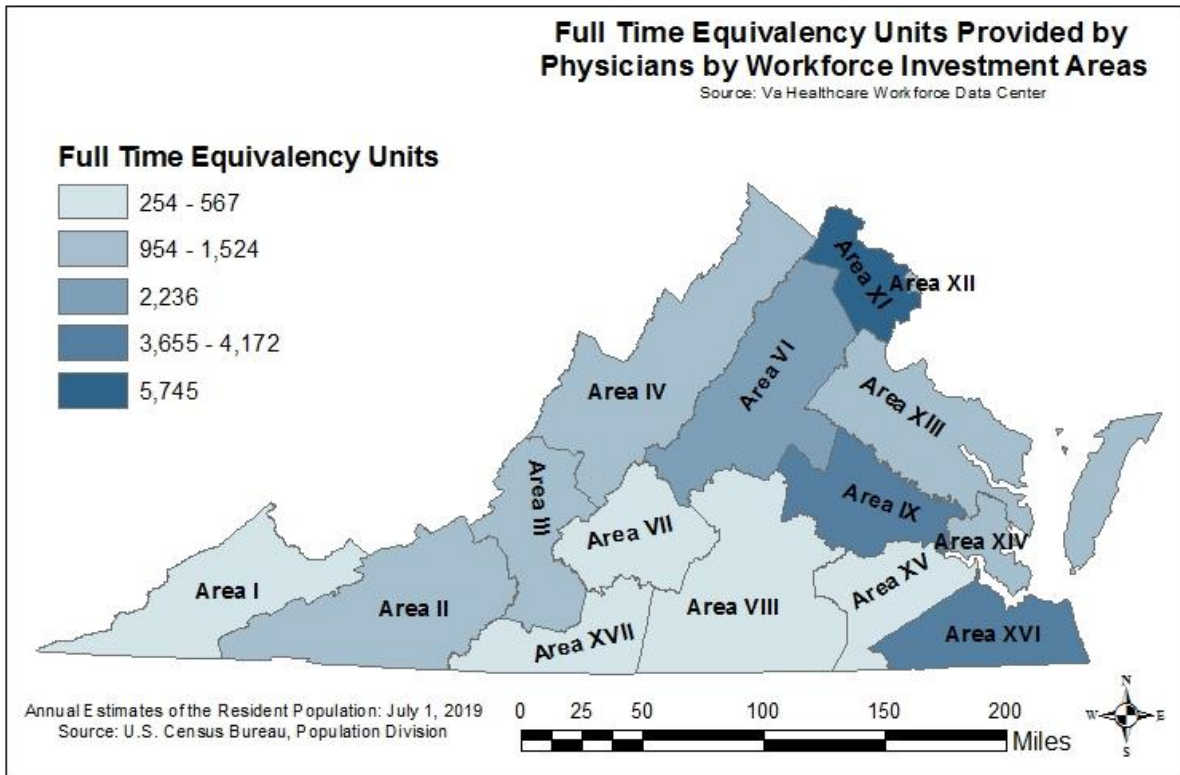 Full Time Equivalency Units Provided by
Physicians by Workforce Investment Areas
Source: Va Healthcare Workforce Data Center
Full Time Equivalency Units
254 - 567
954 - 1,524
2,236
3,655 - 4,172
5,745
Area XI
Area XII
Area VI
Area IV
Area XIII
Area III
Area IX
Area VII
Area XIV
Area XV
Area I
Area II
Area VIII
Area XVII
Area XVI
Annual Estimates of the Resident Population: July 1, 2019
Source: U.S. Census Bureau, Population Division
0 25 50 100 150 200
Miles
N
W E
S